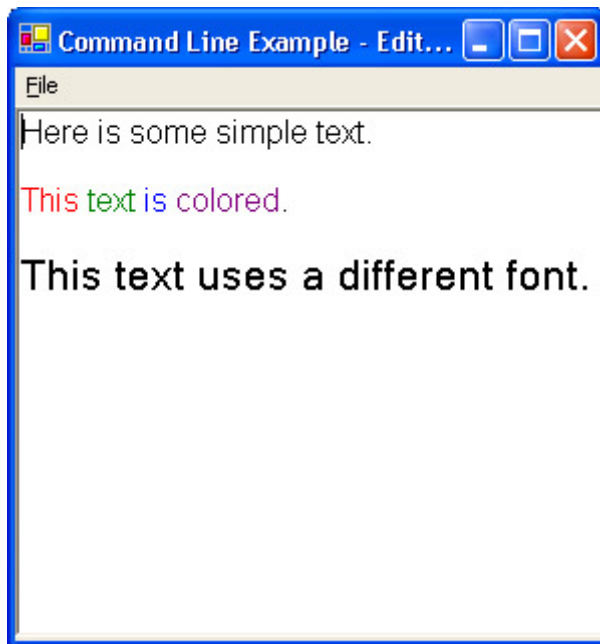 Command Line Example - Edit...
File
Here is some simple text.
This text is colored.
This text uses a different font.